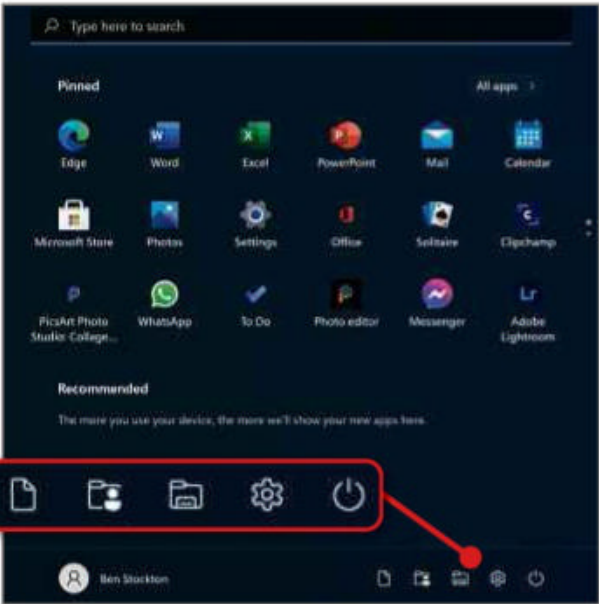 Type here to search
Pinned
All apps >
Edge Word Excel PowerPoint Mail Calendar
Microsoft Store Photos Settings Office Solitaire Clipchamp
PicsArt Photo Studio: Collage... WhatsApp To Do Photo editor Messenger Adobe Lightroom
Recommended
The more you use your device, the more we'll show your new apps here.
Ben Stockton